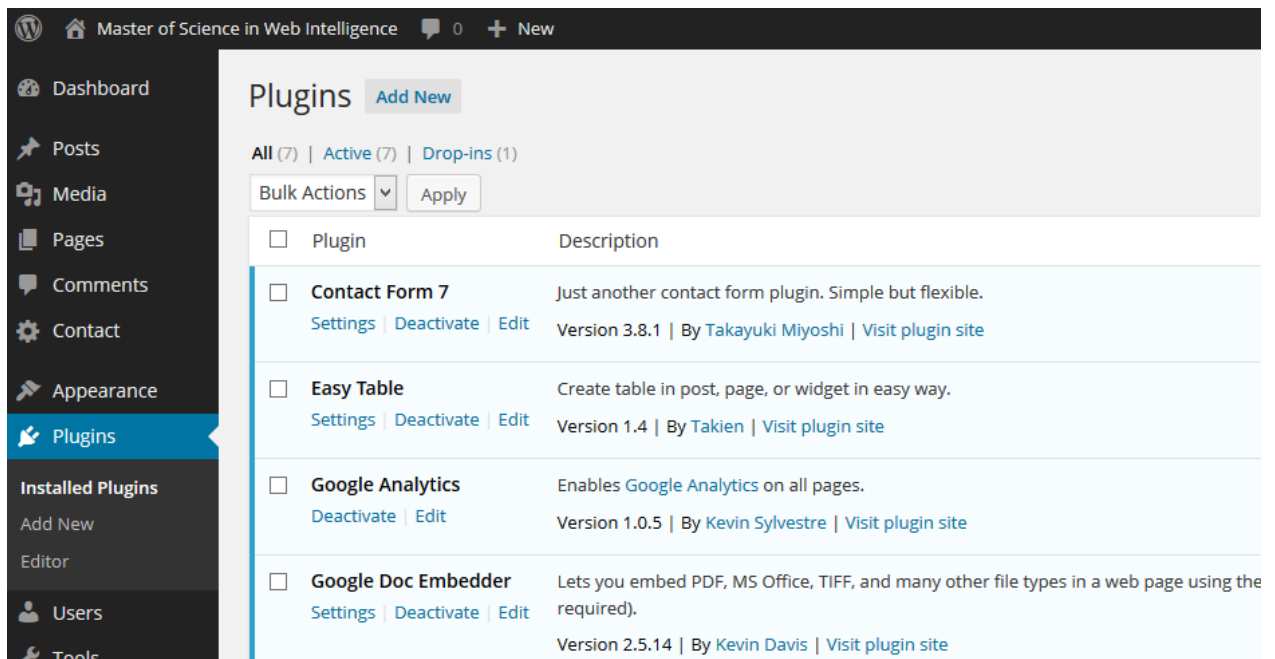 Master of Science in Web Intelligence 0 New
Dashboard
Posts
Media
Pages
Comments
Contact
Appearance
Plugins
Installed Plugins
Add New
Editor
Users
Tools
Plugins Add New
All (7) | Active (7) | Drop-ins (1)
Bulk Actions Apply
Plugin Description
Contact Form 7
Settings | Deactivate | Edit
Just another contact form plugin. Simple but flexible.
Version 3.8.1 | By Takayuki Miyoshi | Visit plugin site
Easy Table
Settings | Deactivate | Edit
Create table in post, page, or widget in easy way.
Version 1.4 | By Takien | Visit plugin site
Google Analytics
Deactivate | Edit
Enables Google Analytics on all pages.
Version 1.0.5 | By Kevin Sylvestre | Visit plugin site
Google Doc Embedder
Settings | Deactivate | Edit
Lets you embed PDF, MS Office, TIFF, and many other file types in a web page using the
required).
Version 2.5.14 | By Kevin Davis | Visit plugin site